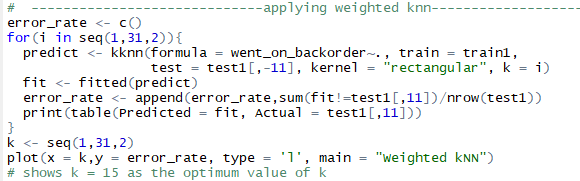 # ----------------------------applying weighted knn----------------------
error_rate <- c()
for(i in seq(1,31,2)){
predict <- kknn(formula = went_on_backorder~., train = train1,
test = test1[,-11], kernel = "rectangular", k = i)
fit <- fitted(predict)
error_rate <- append(error_rate,sum(fit!=test1[,11])/nrow(test1))
print(table(Predicted = fit, Actual = test1[,11]))
}
k <- seq(1,31,2)
plot(x = k,y = error_rate, type = 'l', main = "Weighted kNN")
# shows k = 15 as the optimum value of k